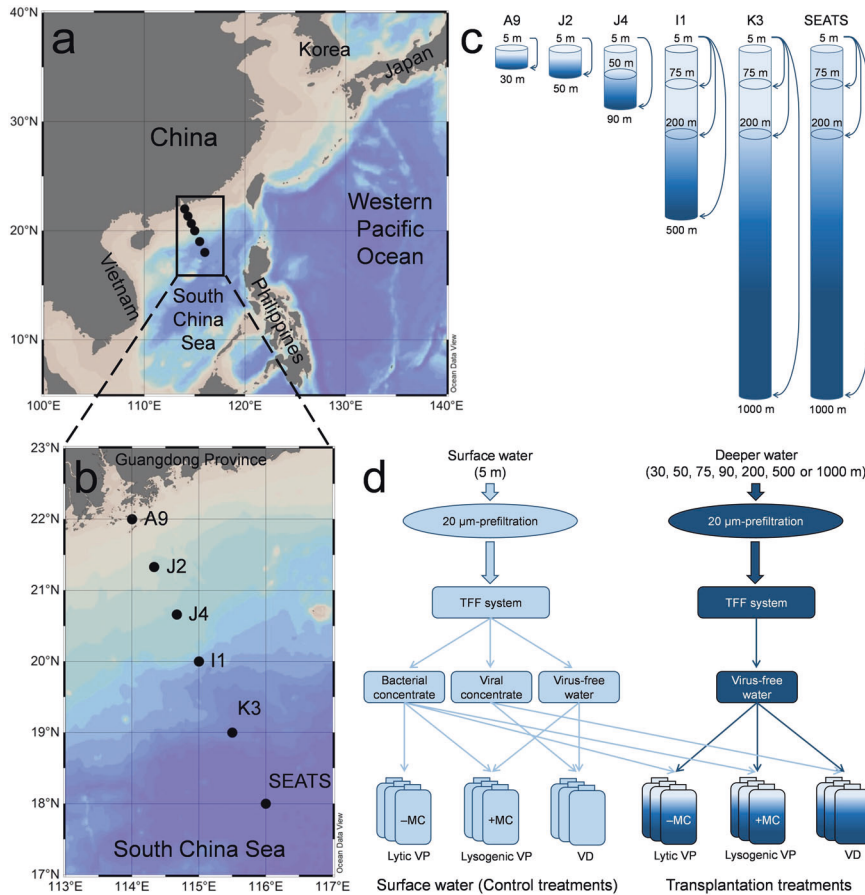 a
Korea
Japan
China
Western
Pacific
Ocean
Vietnam
South
China
Sea
Philippines
Ocean Data View
40°N
30°N
20°N
10°N
100°E
110°E
120°E
130°E
140°E
c
A9
J2
J4
I1
K3
SEATS
5 m
5 m
5 m
5 m
5 m
5 m
30 m
50 m
50 m
90 m
75 m
200 m
500 m
75 m
200 m
1000 m
75 m
200 m
1000 m
b
Guangdong Province
A9
J2
J4
I1
K3
SEATS
South China Sea
Ocean Data View
23°N
22°N
21°N
20°N
19°N
18°N
17°N
113°E
114°E
115°E
116°E
117°E
d
Surface water
(5 m)
20 µm-prefiltration
TFF system
Bacterial
concentrate
Viral
concentrate
Virus-free
water
–MC
+MC
Lytic VP
Lysogenic VP
VD
Surface water (Control treatments)
Deeper water
(30, 50, 75, 90, 200, 500 or 1000 m)
20 µm-prefiltration
TFF system
Virus-free
water
–MC
+MC
Lytic VP
Lysogenic VP
VD
Transplantation treatments